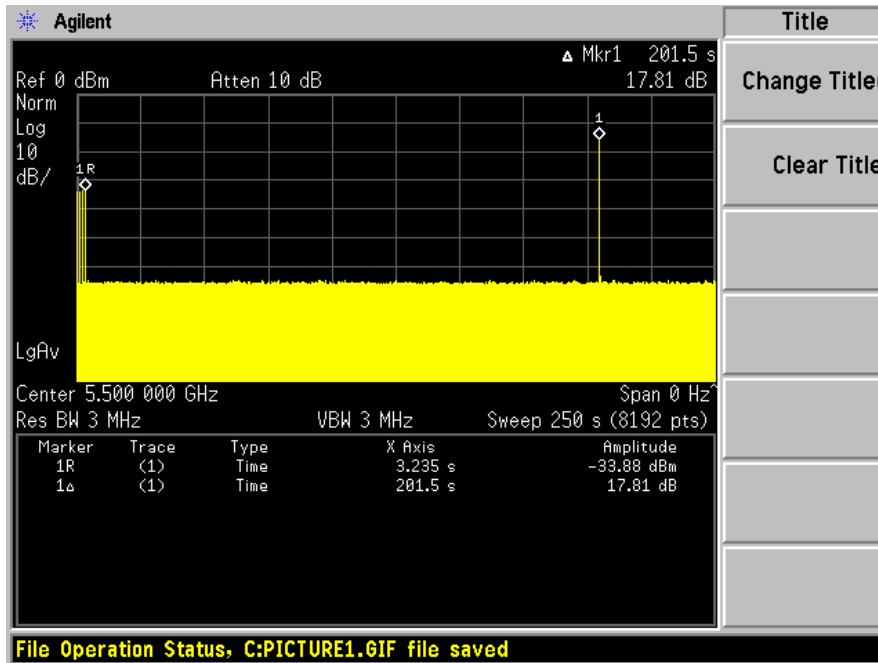 Agilent
Title
Δ Mkr1 201.5 s
Ref 0 dBm Atten 10 dB 17.81 dB
Norm
Log
10
dB/
1R
1
LgAv
Center 5.500 000 GHz Span 0 Hz^
Res BW 3 MHz VBW 3 MHz Sweep 250 s (8192 pts)
Marker Trace Type X Axis Amplitude
1R (1) Time 3.235 s -33.88 dBm
1Δ (1) Time 201.5 s 17.81 dB
Change Title
Clear Title
File Operation Status, C:PICTURE1.GIF file saved